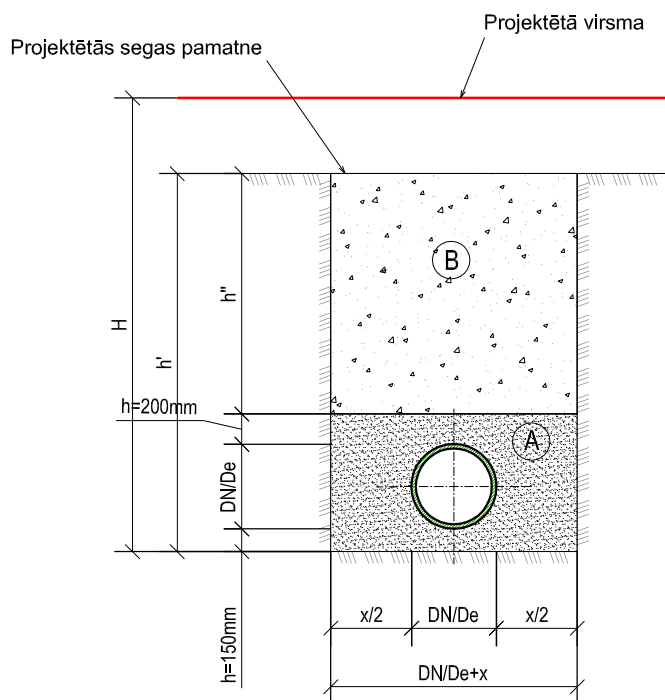 Projektētā virsma
Projektētās segas pamatne
B
H
h'
h"
h=200mm
A
DN/De
x/2
DN/De
x/2
h=150mm
DN/De+x